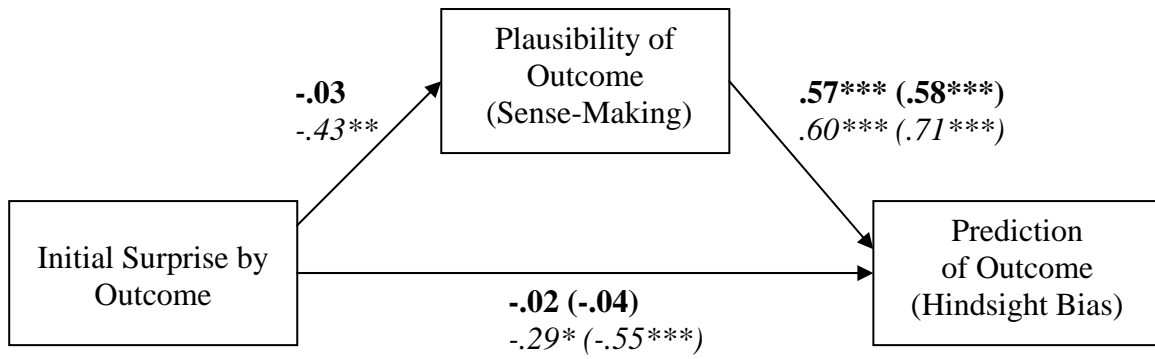 Plausibility of
Outcome
(Sense-Making)
-.03
-.43**
.57*** (.58***)
.60*** (.71***)
Initial Surprise by
Outcome
Prediction
of Outcome
(Hindsight Bias)
-.02 (-.04)
-.29* (-.55***)